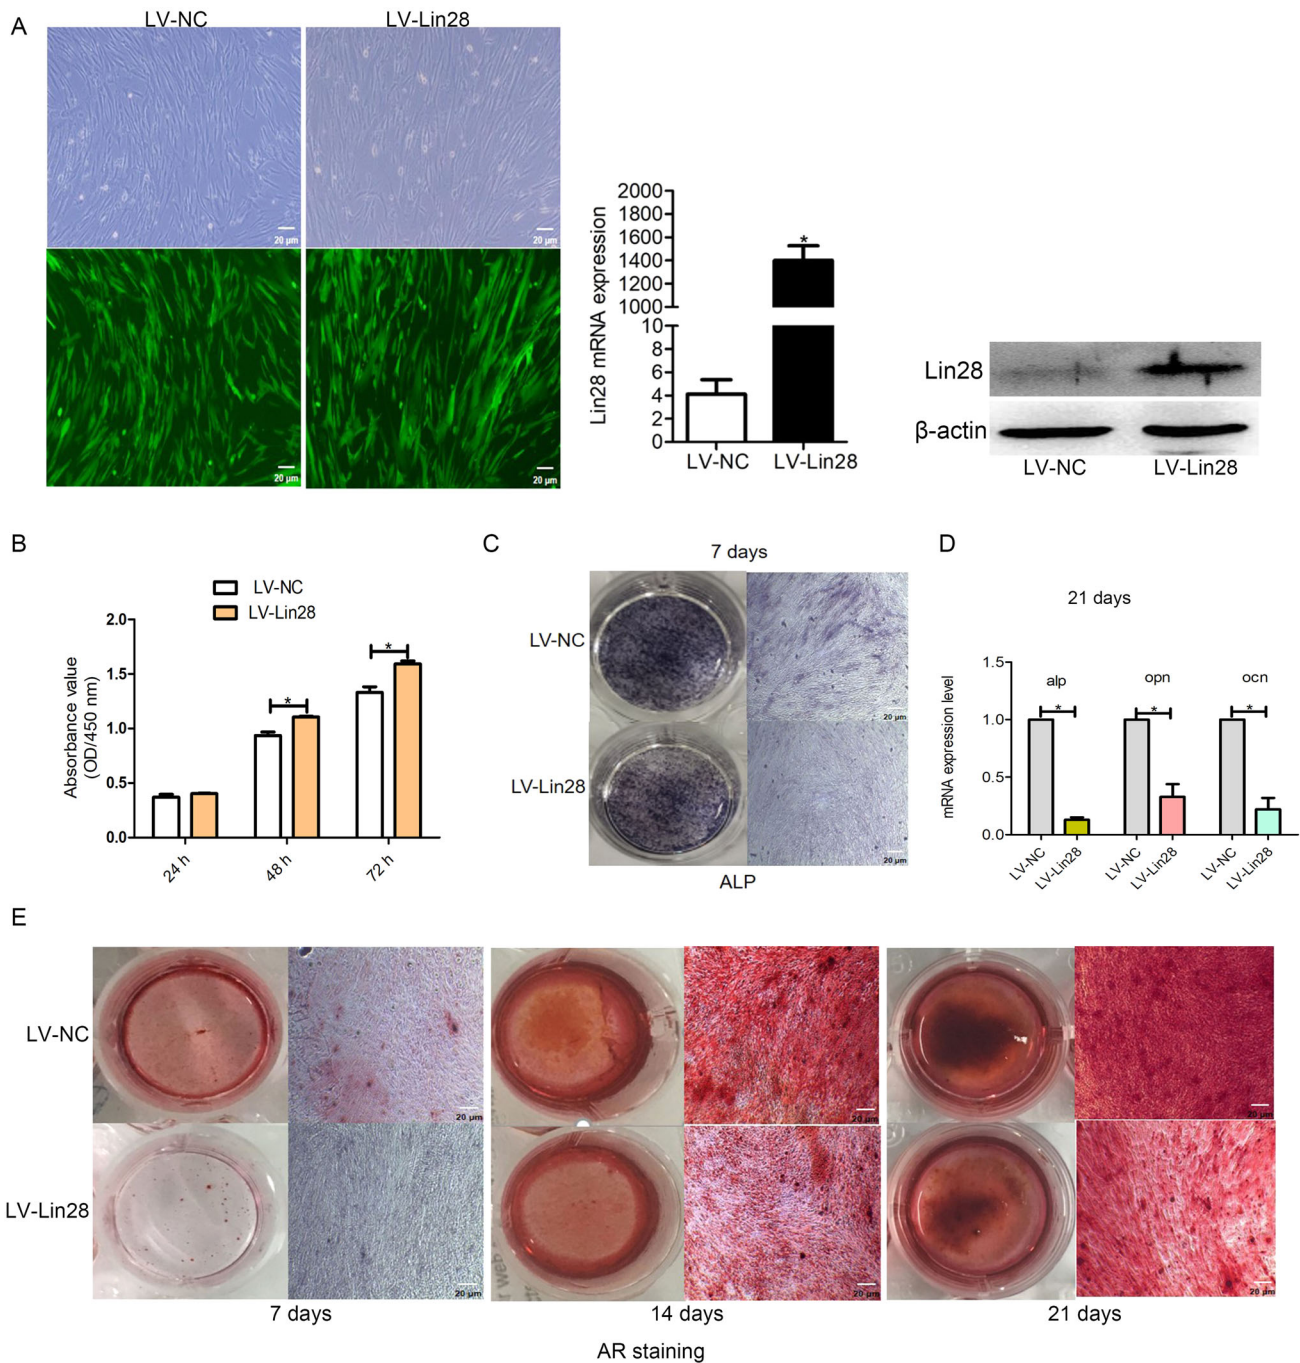 A
LV-NC
LV-Lin28
20 μm
20 μm
20 μm
20 μm
Lin28 mRNA expression
2000
1800
1600
1400
1200
1000
10
8
6
4
2
0
*
LV-NC
LV-Lin28
Lin28
β-actin
LV-NC
LV-Lin28
B
LV-NC
LV-Lin28
Absorbance value
(OD/450 nm)
2.0
1.5
1.0
0.5
0.0
*
*
24 h
48 h
72 h
C
7 days
LV-NC
20 μm
LV-Lin28
20 μm
ALP
D
21 days
mRNA expression level
1.5
1.0
0.5
0.0
alp
opn
ocn
*
*
*
LV-NC
LV-Lin28
LV-NC
LV-Lin28
LV-NC
LV-Lin28
E
LV-NC
20 μm
20 μm
20 μm
LV-Lin28
20 μm
20 μm
20 μm
7 days
14 days
21 days
AR staining